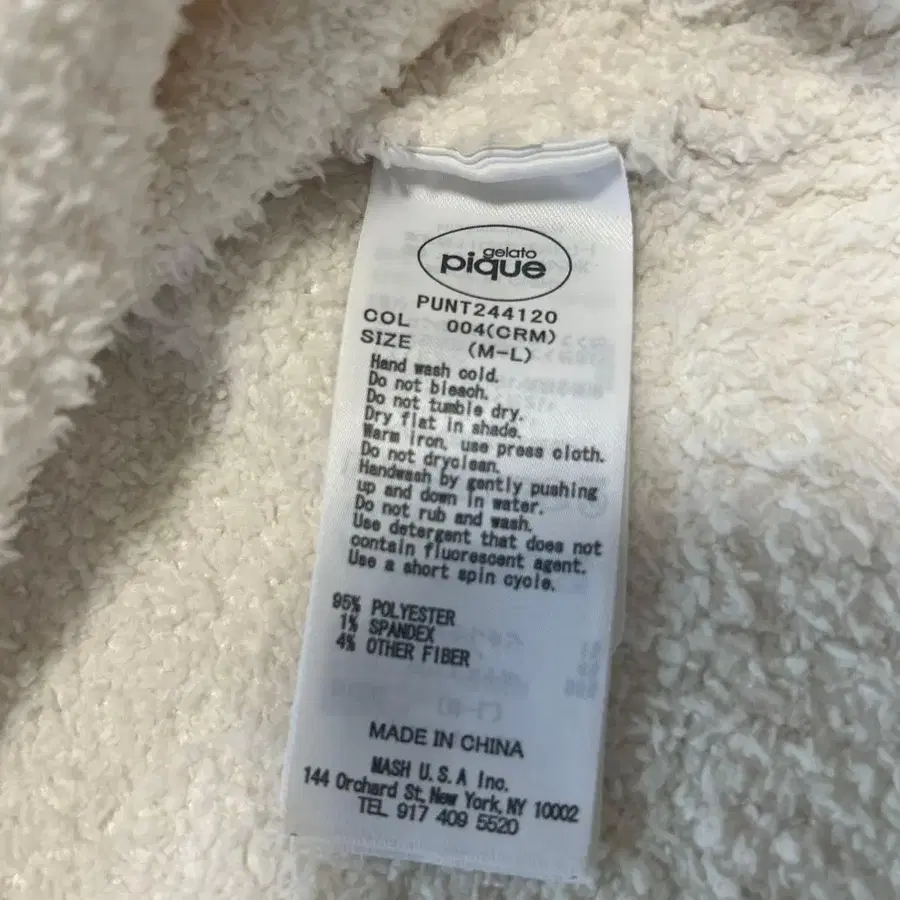 gelato
pique
PUNT244120
COL 004(CRM)
SIZE (M-L)
Hand wash cold.
Do not bleach.
Do not tumble dry.
Dry flat in shade.
Warm iron, use press cloth.
Do not dryclean.
Handwash by gently pushing
up and down in water.
Do not rub and wash.
Use detergent that does not
contain fluorescent agent.
Use a short spin cycle.
95% POLYESTER
1% SPANDEX
4% OTHER FIBER
MADE IN CHINA
MASH U.S.A Inc.
144 Orchard St, New York, NY 10002
TEL 917 409 5520